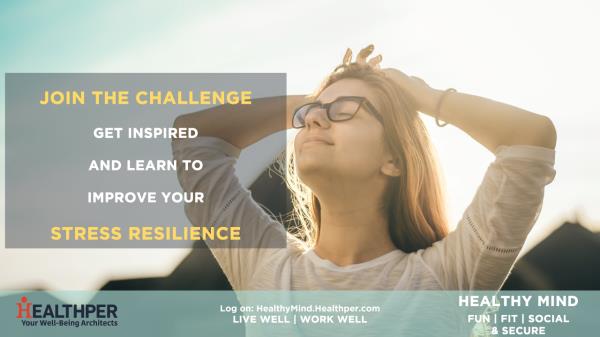 JOIN THE CHALLENGE
GET INSPIRED
AND LEARN TO
IMPROVE YOUR
STRESS RESILIENCE
HEALTHPER
Your Well-Being Architects
Log on: HealthyMind.Healthper.com
LIVE WELL | WORK WELL
HEALTHY MIND
FUN | FIT | SOCIAL
& SECURE